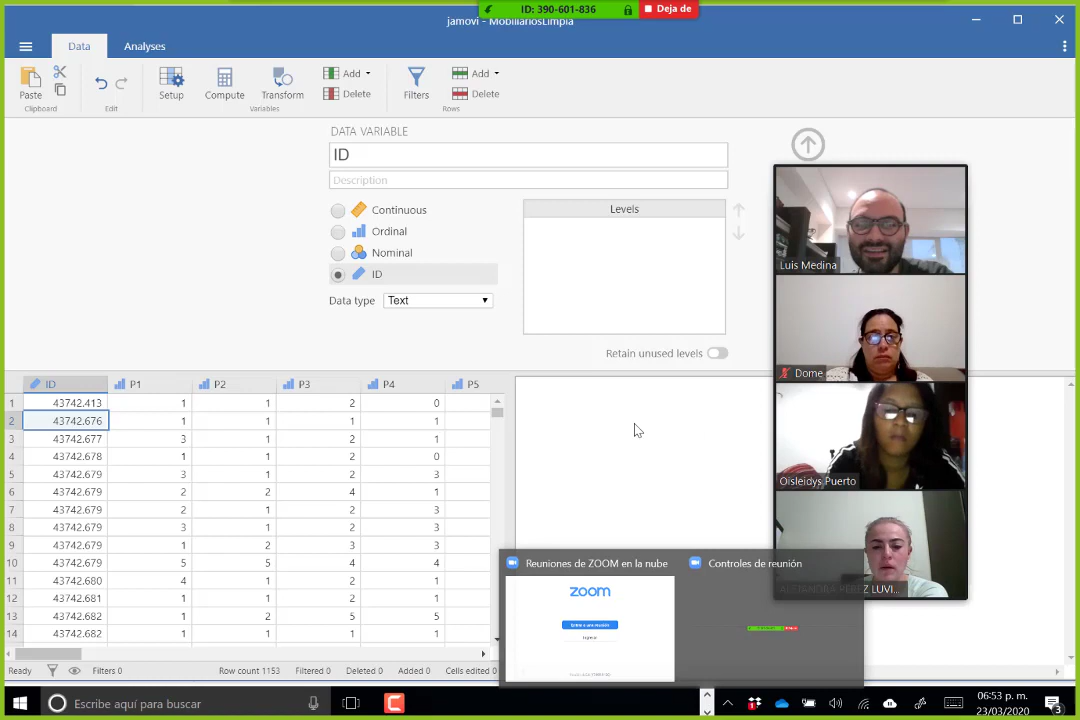 ID: 390-601-836
Deja de
jamovi - MobiliariosLimpia
Data
Analyses
Paste
Setup
Compute
Transform
Add
Delete
Filters
Add
Delete
Clipboard
Edit
Variables
Rows
DATA VARIABLE
ID
Description
Continuous
Ordinal
Nominal
ID
Data type
Text
Levels
Retain unused levels
Luis Medina
Dome
Oisleidys Puerto
ID P1 P2 P3 P4 P5
1 43742.413 1 1 2 0
2 43742.676 1 1 1 1
3 43742.677 3 1 2 1
4 43742.678 1 1 2 0
5 43742.679 3 1 2 3
6 43742.679 2 2 4 1
7 43742.679 2 1 2 3
8 43742.679 3 1 2 3
9 43742.679 1 2 3 3
10 43742.679 5 5 4 4
11 43742.680 4 1 2 1
12 43742.681 1 1 2 1
13 43742.682 1 2 5 5
14 43742.682 1 1 1 1
Reuniones de ZOOM en la nube
Controles de reunión
zoom
Ready
Filters 0
Row count 1153
Filtered 0
Deleted 0
Added 0
Cells edited 0
Escribe aquí para buscar
06:53 p. m.
23/03/2020
3